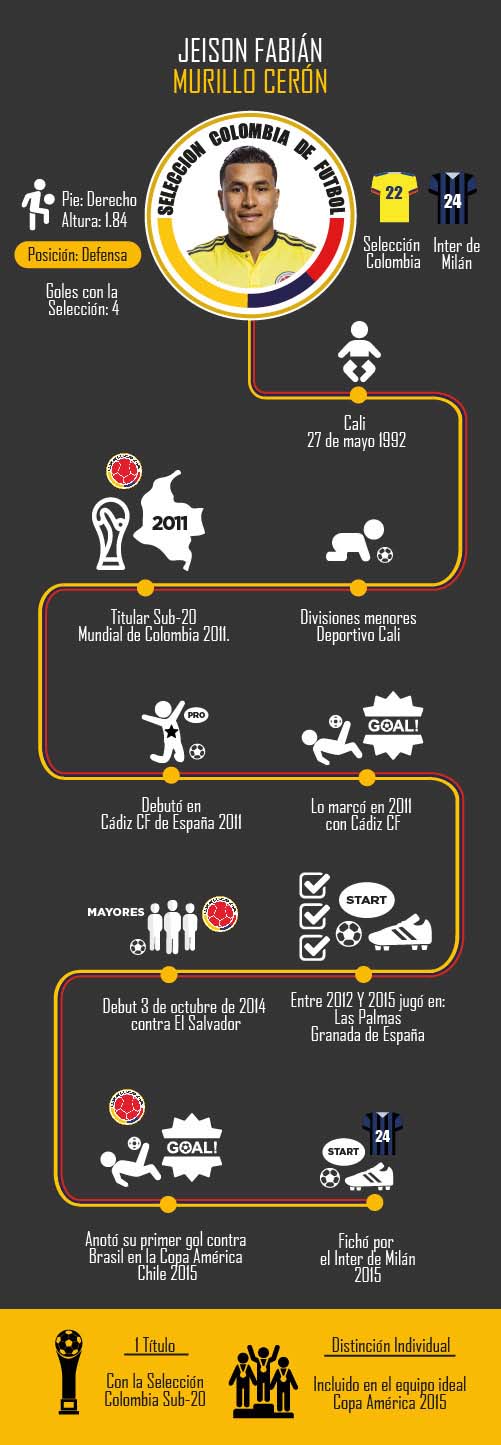 JEISON FABIÁN
MURILLO CERÓN
SELECCION COLOMBIA DE FUTBOL
Pie: Derecho
Altura: 1.84
Posición: Defensa
Goles con la
Selección: 4
22
24
Selección
Colombia
Inter de
Milán
Cali
27 de mayo 1992
2011
Titular Sub-20
Mundial de Colombia 2011.
Divisiones menores
Deportivo Cali
PRO
GOAL!
Debutó en
Cádiz CF de España 2011
Lo marcó en 2011
con Cádiz CF
MAYORES
START
Debut 3 de octubre de 2014
contra El Salvador
Entre 2012 Y 2015 jugó en:
Las Palmas
Granada de España
GOAL!
24
START
Anotó su primer gol contra
Brasil en la Copa América
Chile 2015
Fichó por
el Inter de Milán
2015
1 Título
Con la Selección
Colombia Sub-20
Distinción Individual
Incluido en el equipo ideal
Copa América 2015